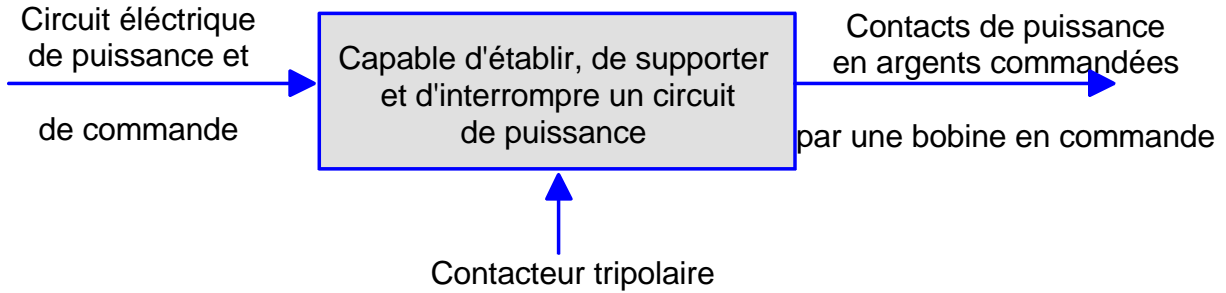 Circuit éléctrique
de puissance et
de commande
Capable d'établir, de supporter
et d'interrompre un circuit
de puissance
Contacts de puissance
en argents commandées
par une bobine en commande
Contacteur tripolaire